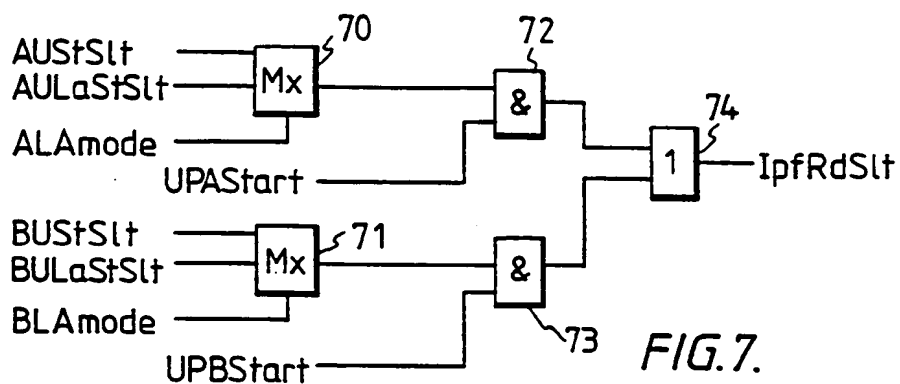 70
AUStSlt
AULaStSlt
Mx
ALAmode
UPAStart
72
&
74
1
IpfRdSlt
BUStSlt
BULaStSlt
Mx
71
BLAmode
UPBStart
&
73
FIG.7.